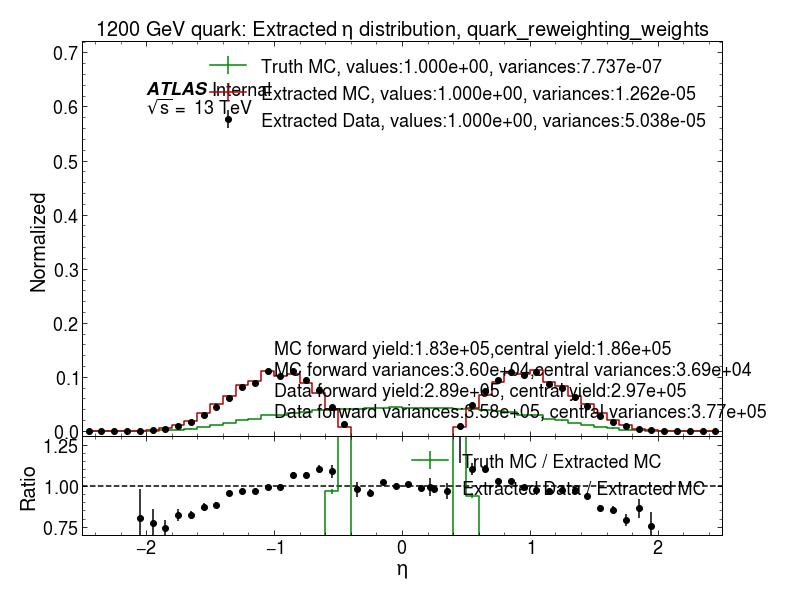 1200 GeV quark: Extracted η distribution, quark_reweighting_weights
Truth MC, values:1.000e+00, variances:7.737e-07
ATLAS Internal
Extracted MC, values:1.000e+00, variances:1.262e-05
√s = 13 TeV
Extracted Data, values:1.000e+00, variances:5.038e-05
Normalized
0.7
0.6
0.5
0.4
0.3
0.2
0.1
0.0
MC forward yield:1.83e+05,central yield:1.86e+05
MC forward variances:3.60e+04,central variances:3.69e+04
Data forward yield:2.89e+05, central yield:2.97e+05
Data forward variances:3.58e+05, central variances:3.77e+05
Ratio
1.25
1.00
0.75
Truth MC / Extracted MC
Extracted Data / Extracted MC
−2 −1 0 1 2
η